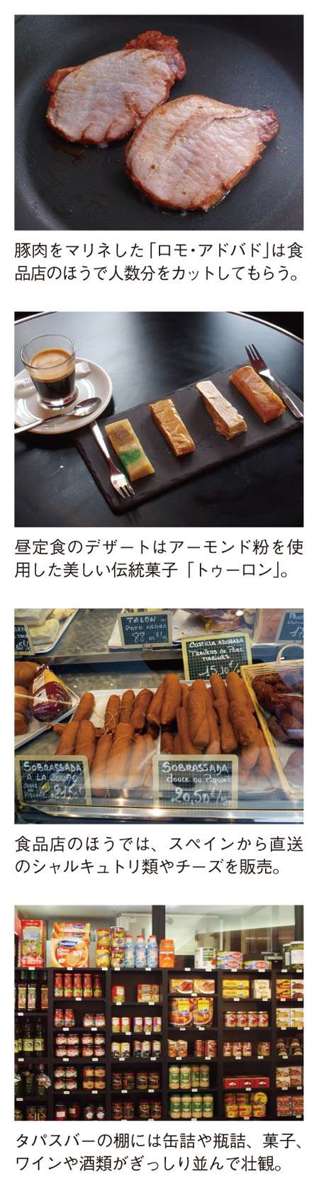 豚肉をマリネした「ロモ・アドバド」は食
品店のほうで人数分をカットしてもらう。
昼定食のデザートはアーモンド粉を使
用した美しい伝統菓子「トゥーロン」。
TALON
SOBRASSADA
SOBRASSADA
20.50
食品店のほうでは、スペインから直送
のシャルキュトリ類やチーズを販売。
タパスバーの棚には缶詰や瓶詰、菓子、
ワインや酒類がぎっしり並んで壮観。